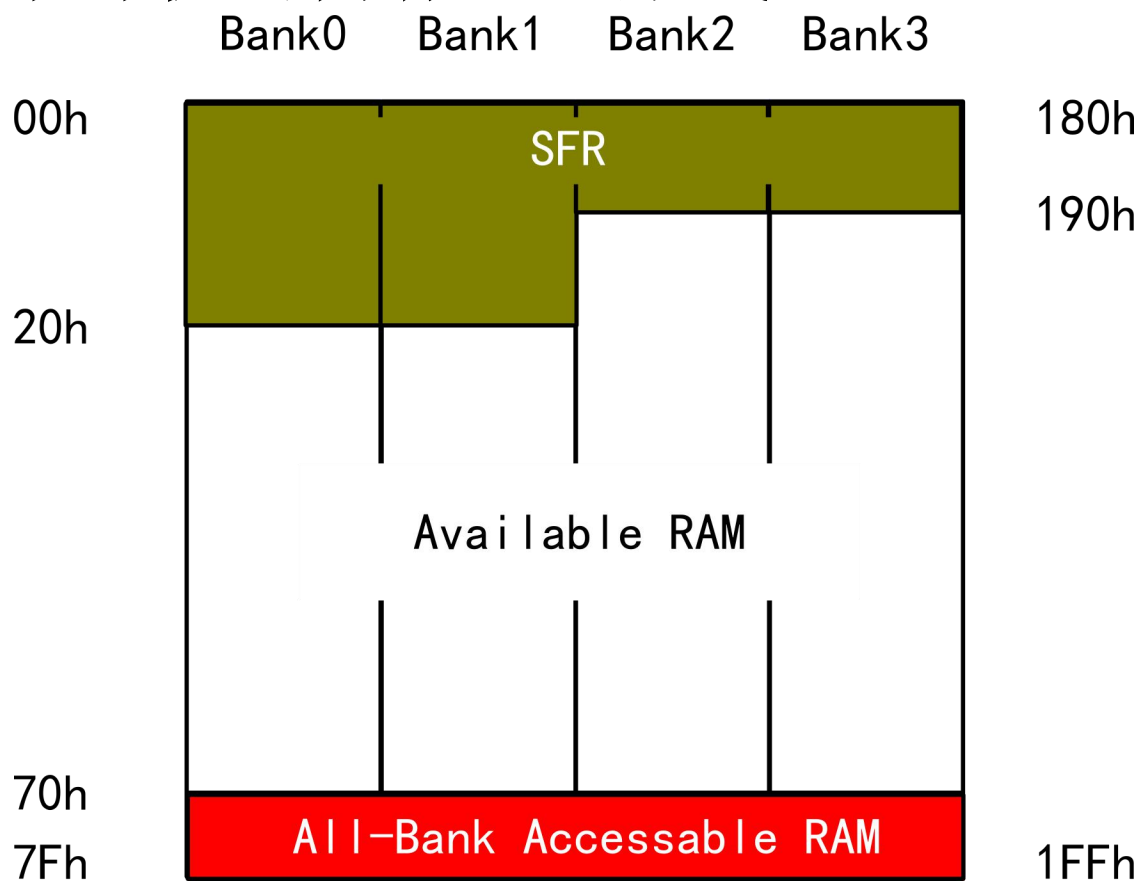 Bank0 Bank1 Bank2 Bank3
00h 180h
SFR
190h
20h
Available RAM
70h
All-Bank Accessable RAM
7Fh 1FFh